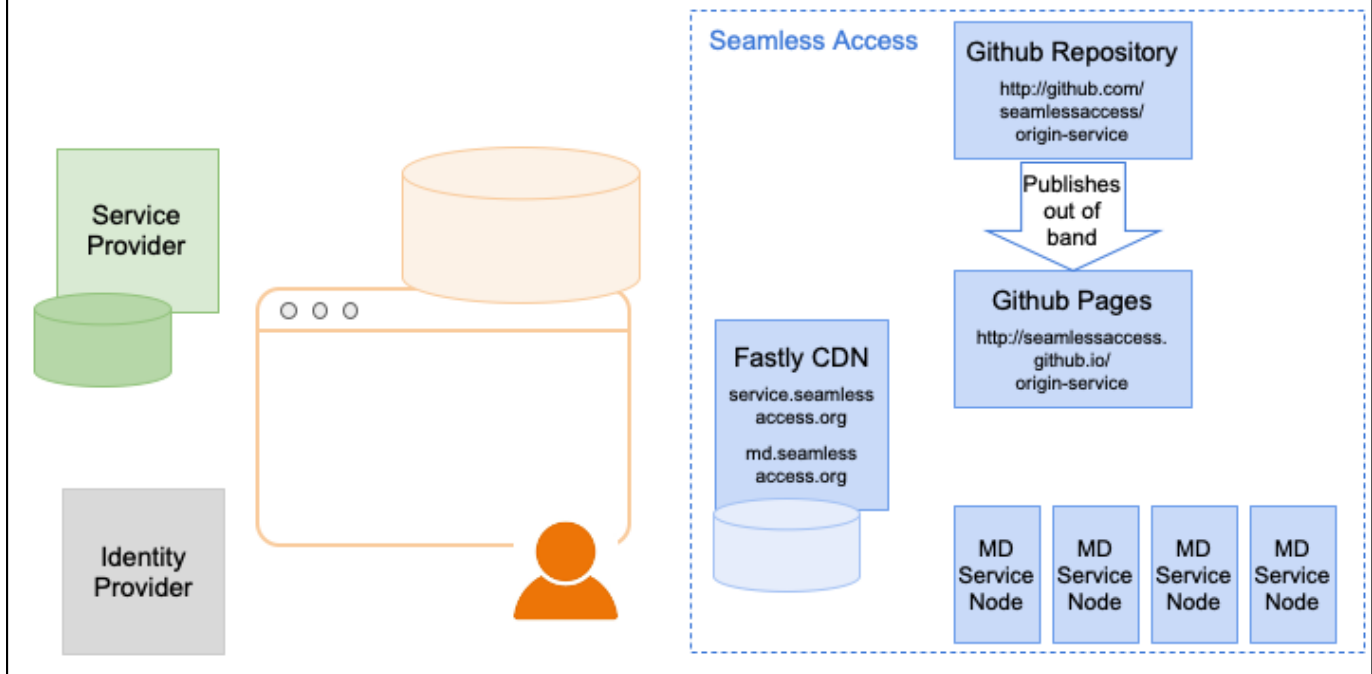 Seamless Access
Github Repository
http://github.com/
seamlessaccess/
origin-service
Publishes
out of
band
Github Pages
http://seamlessaccess.
github.io/
origin-service
Service
Provider
Fastly CDN
service.seamless
access.org
md.seamless
access.org
Identity
Provider
MD
Service
Node
MD
Service
Node
MD
Service
Node
MD
Service
Node